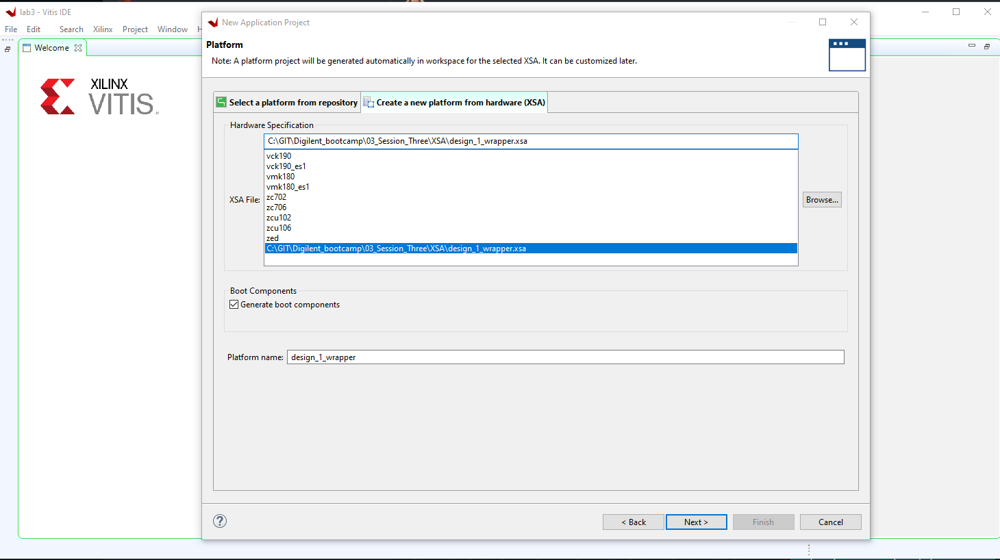 lab3 - Vitis IDE
File Edit Search Xilinx Project Window H
Welcome
XILINX
VITIS
New Application Project
Platform
Note: A platform project will be generated automatically in workspace for the selected XSA. It can be customized later.
Select a platform from repository
Create a new platform from hardware (XSA)
Hardware Specification
C:\GIT\Digilent_bootcamp\03_Session_Three\XSA\design_1_wrapper.xsa
vck190
vck190_es1
vmk180
vmk180_es1
XSA File:
zc702
zc706
zcu102
zcu106
zed
C:\GIT\Digilent_bootcamp\03_Session_Three\XSA\design_1_wrapper.xsa
Browse...
Boot Components
Generate boot components
Platform name: design_1_wrapper
?
< Back
Next >
Finish
Cancel